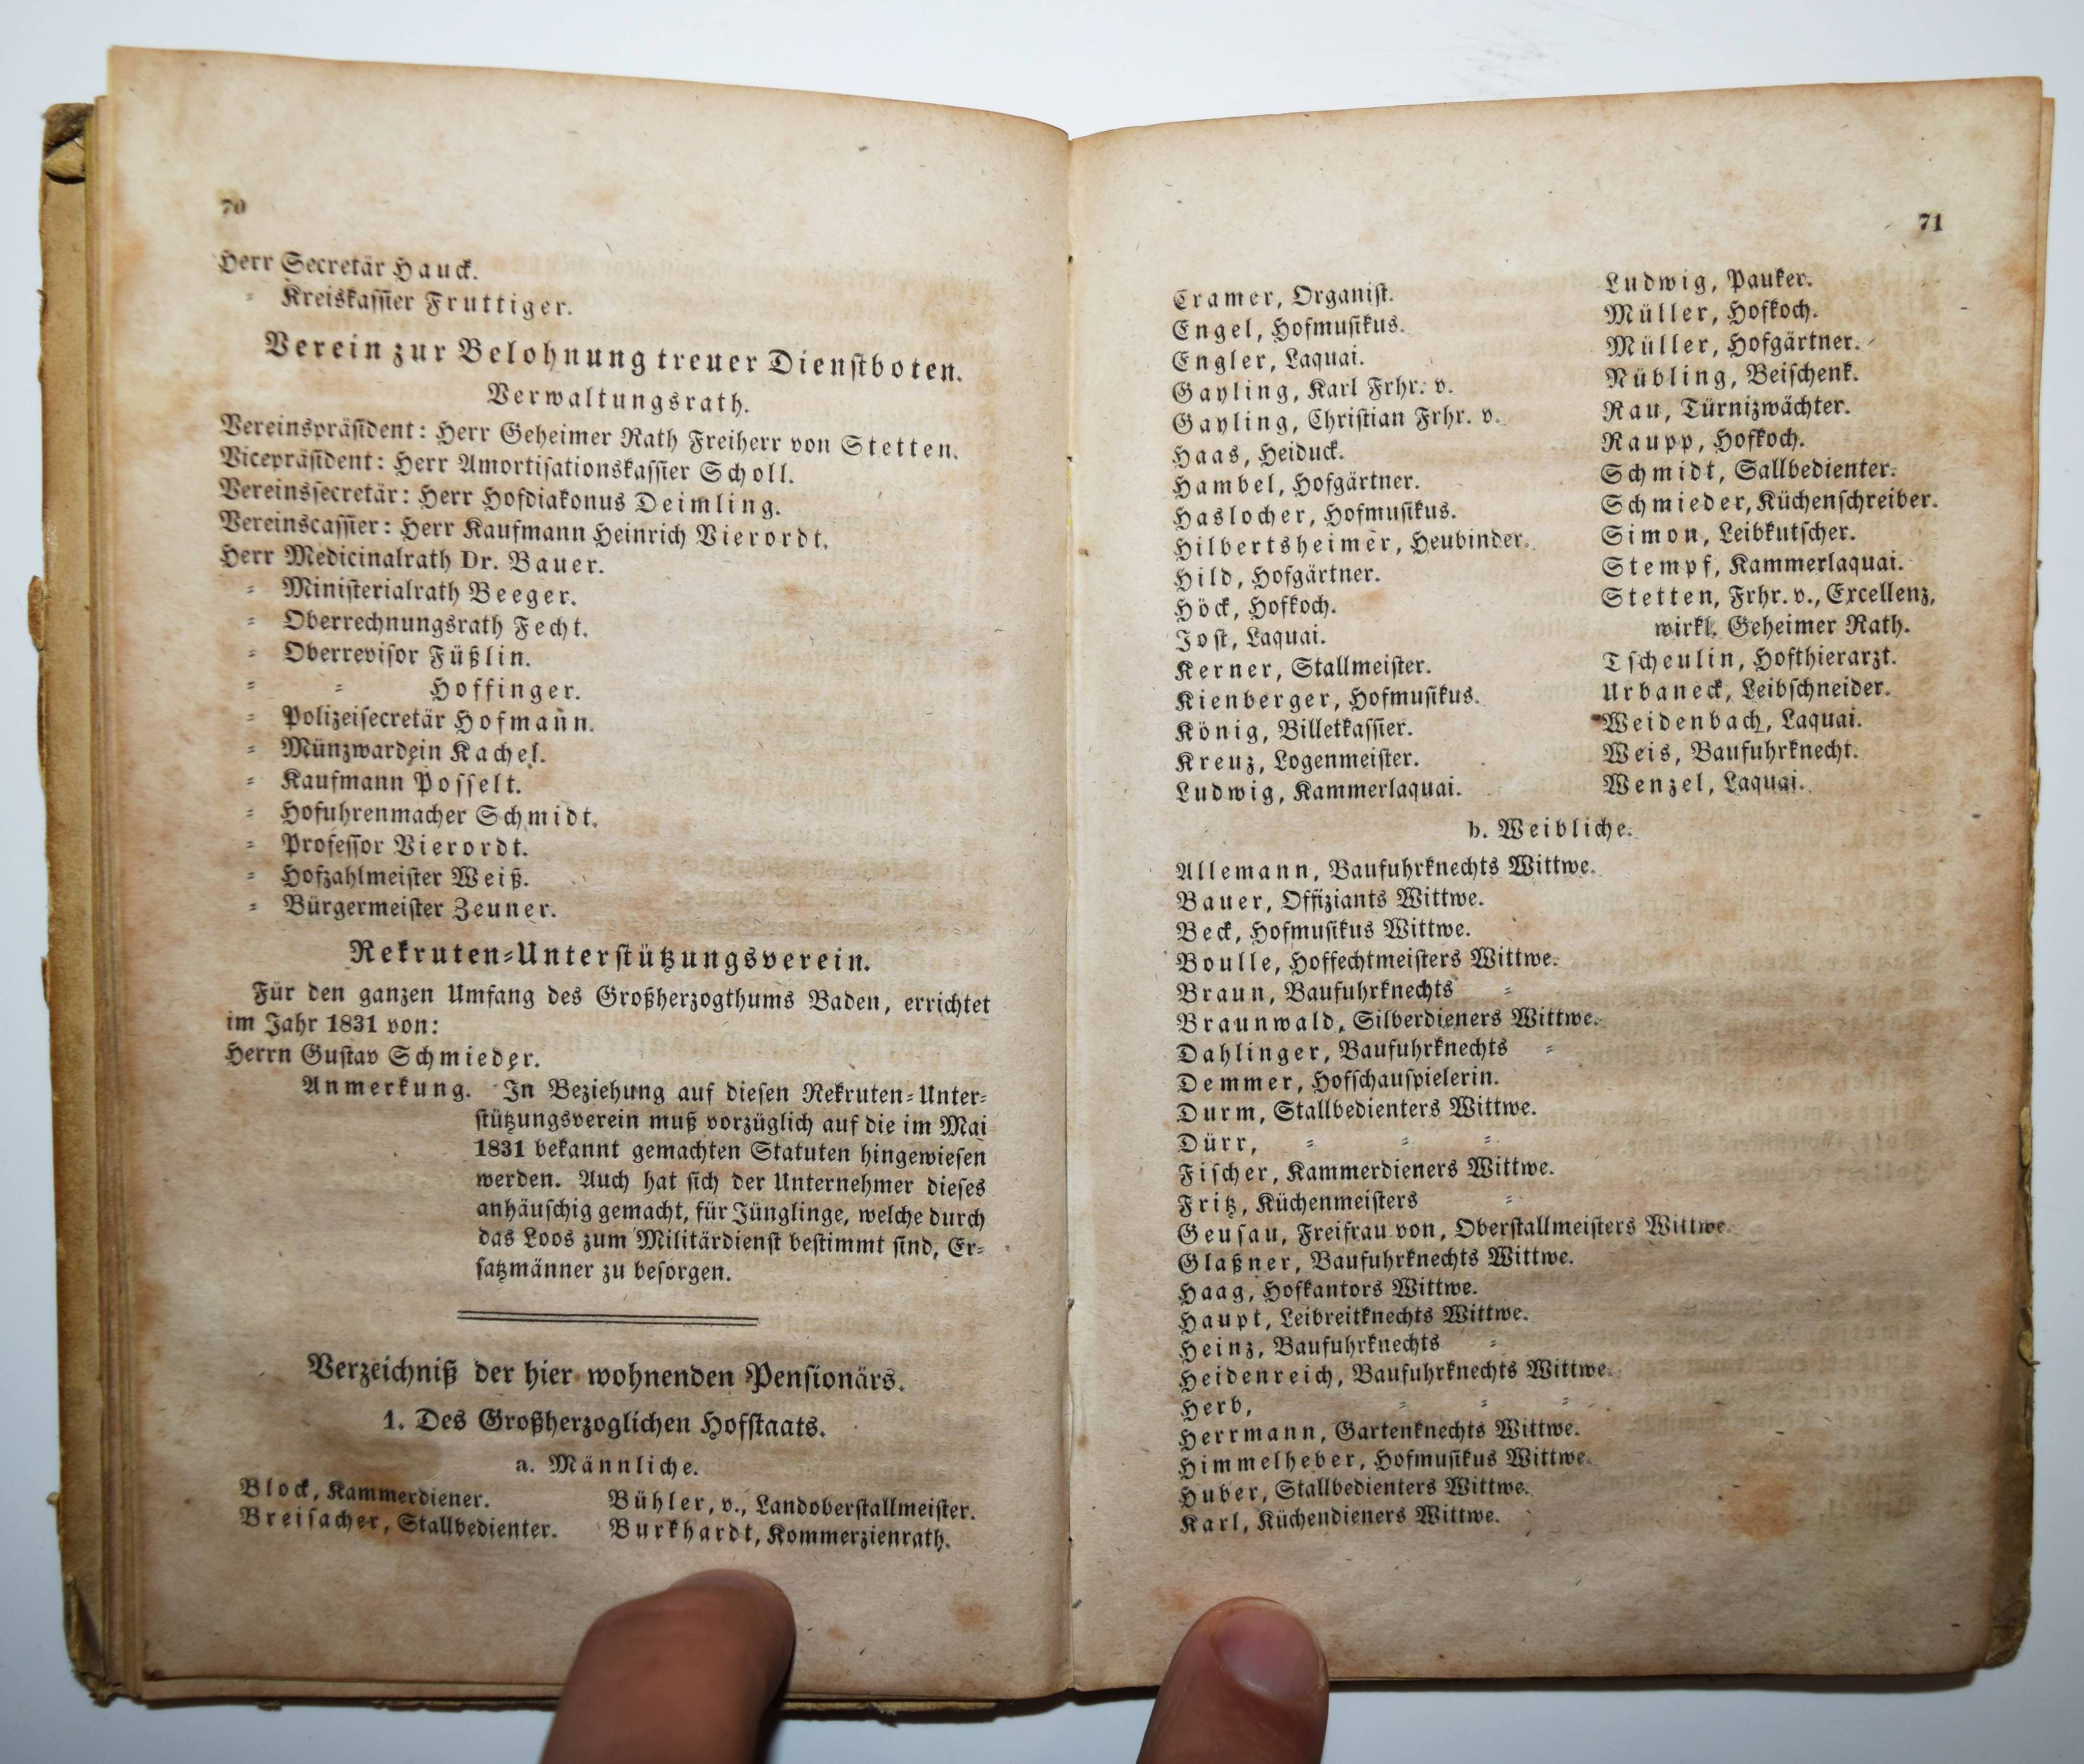 70
Herr Secretär Hauck.
= Kreiskassier Fruttiger.
Verein zur Belohnung treuer Dienstboten.
Verwaltungsrath.
Vereinspräsident: Herr Geheimer Rath Freiherr von Stetten.
Vicepräsident: Herr Amortisationskassier Scholl.
Vereinssecretär: Herr Hofdiakonus Deimling.
Vereinscassier: Herr Kaufmann Heinrich Vierordt.
Herr Medicinalrath Dr. Bauer.
= Ministerialrath Beeger.
= Oberrechnungsrath Fecht.
= Oberrevisor Füßlin.
= = Hoffinger.
= Polizeisecretär Hofmañn.
= Münzwardein Kachel.
= Kaufmann Posselt.
= Hofuhrenmacher Schmidt.
= Professor Vierordt.
= Hofzahlmeister Weiß.
= Bürgermeister Zeuner.
Rekruten=Unterstützungsverein.
Für den ganzen Umfang des Großherzogthums Baden, errichtet
im Jahr 1831 von:
Herrn Gustav Schmieder.
Anmerkung. In Beziehung auf diesen Rekruten=Unter=
stützungsverein muß vorzüglich auf die im Mai
1831 bekannt gemachten Statuten hingewiesen
werden. Auch hat sich der Unternehmer dieses
anhäuschig gemacht, für Jünglinge, welche durch
das Loos zum Militärdienst bestimmt sind, Er=
satzmänner zu besorgen.
Verzeichniß der hier wohnenden Pensionärs.
1. Des Großherzoglichen Hofstaats.
a. Männliche.
Block, Kammerdiener.
Breisacher, Stallbedienter.
Bühler, v., Landoberstallmeister.
Burkhardt, Kommerzienrath.
71
Cramer, Organist.
Engel, Hofmusikus.
Engler, Laquai.
Gayling, Karl Frhr. v.
Gayling, Christian Frhr. v.
Haas, Heiduck.
Hambel, Hofgärtner.
Haslocher, Hofmusikus.
Hilbertsheimer, Heubinder.
Hild, Hofgärtner.
Höck, Hofkoch.
Jost, Laquai.
Kerner, Stallmeister.
Kienberger, Hofmusikus.
König, Billetkassier.
Kreuz, Logenmeister.
Ludwig, Kammerlaquai.
Ludwig, Pauker.
Müller, Hofkoch.
Müller, Hofgärtner.
Nübling, Beischenk.
Rau, Türnizwächter.
Raupp, Hofkoch.
Schmidt, Sallbedienter.
Schmieder, Küchenschreiber.
Simon, Leibkutscher.
Stempf, Kammerlaquai.
Stetten, Frhr. v., Excellenz,
wirkl. Geheimer Rath.
Tscheulin, Hofthierarzt.
Urbaneck, Leibschneider.
Weidenbach, Laquai.
Weis, Baufuhrknecht.
Wenzel, Laquai.
b. Weibliche.
Allemann, Baufuhrknechts Wittwe.
Bauer, Offiziants Wittwe.
Beck, Hofmusikus Wittwe.
Boulle, Hoffechtmeisters Wittwe.
Braun, Baufuhrknechts =
Braunwald, Silberdieners Wittwe.
Dahlinger, Baufuhrknechts =
Demmer, Hofschauspielerin.
Durm, Stallbedienters Wittwe.
Dürr, = = =
Fischer, Kammerdieners Wittwe.
Fritz, Küchenmeisters =
Geusau, Freifrau von, Oberstallmeisters Wittwe.
Glaßner, Baufuhrknechts Wittwe.
Haag, Hofkantors Wittwe.
Haupt, Leibreitknechts Wittwe.
Heinz, Baufuhrknechts =
Heidenreich, Baufuhrknechts Wittwe.
Herb, = = =
Herrmann, Gartenknechts Wittwe.
Himmelheber, Hofmusikus Wittwe.
Huber, Stallbedienters Wittwe.
Karl, Küchendieners Wittwe.